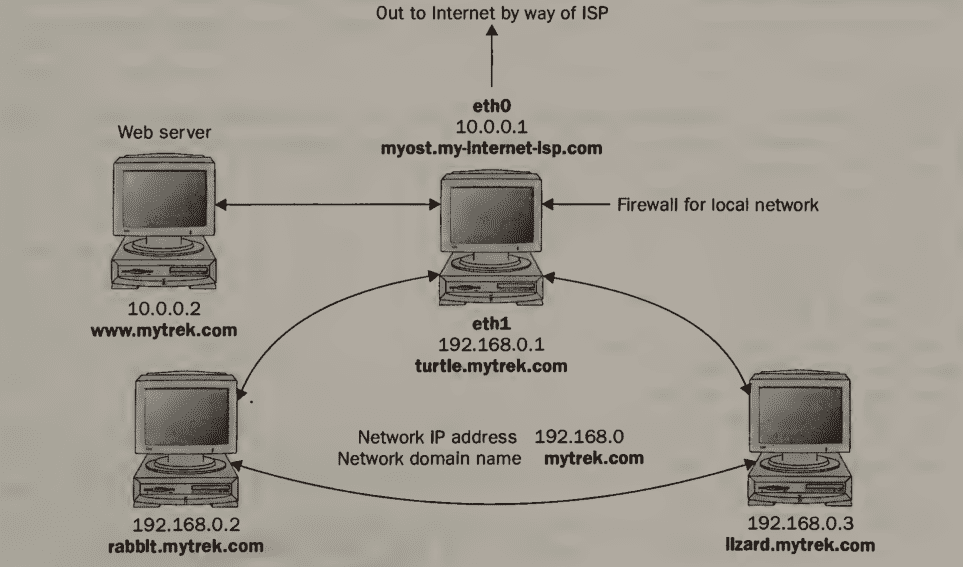 Out to Internet by way of ISP
eth0
10.0.0.1
myost.my-Internet-isp.com
Web server
Firewall for local network
10.0.0.2
www.mytrek.com
eth1
192.168.0.1
turtle.mytrek.com
Network IP address 192.168.0
Network domain name mytrek.com
192.168.0.2
rabbit.mytrek.com
192.168.0.3
lizard.mytrek.com